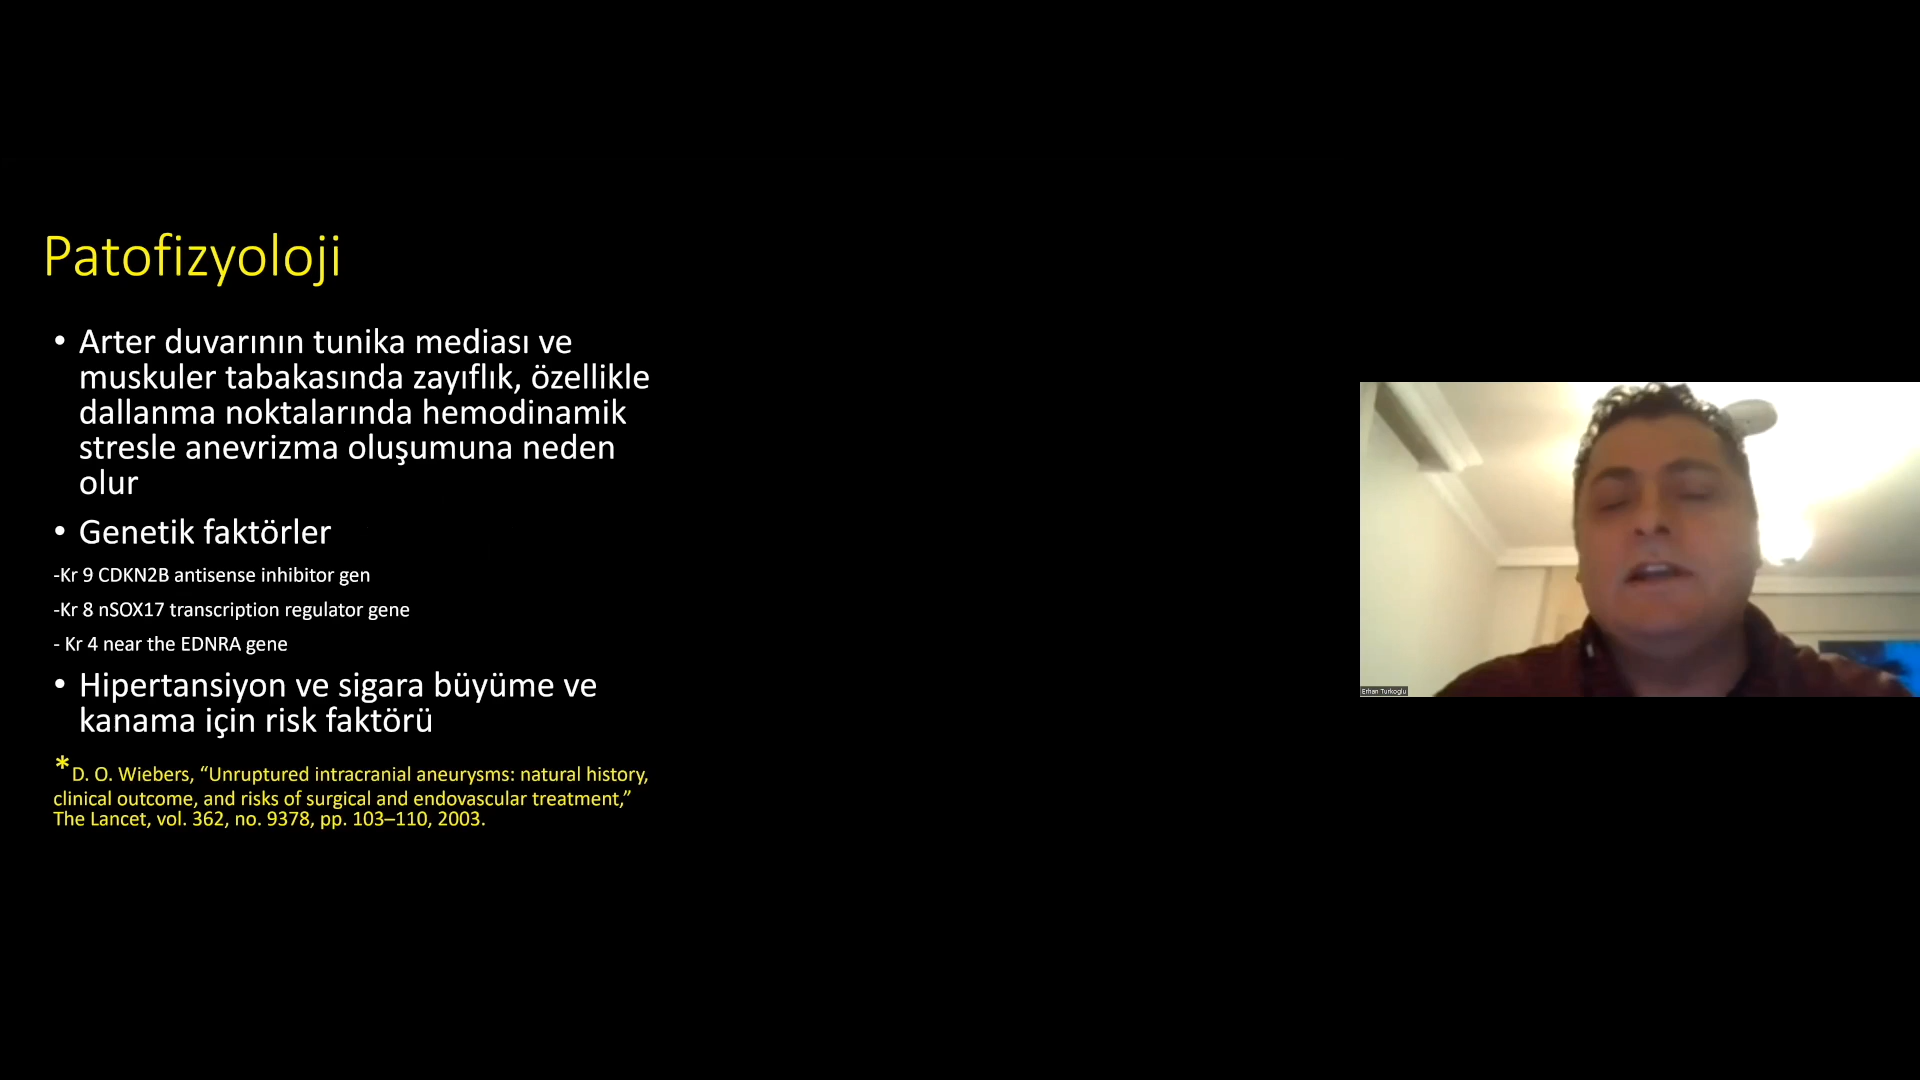 Patofizyoloji
• Arter duvarının tunika mediası ve
muskuler tabakasında zayıflık, özellikle
dallanma noktalarında hemodinamik
stresle anevrizma oluşumuna neden
olur
• Genetik faktörler
-Kr 9 CDKN2B antisense inhibitor gen
-Kr 8 nSOX17 transcription regulator gene
- Kr 4 near the EDNRA gene
• Hipertansiyon ve sigara büyüme ve
kanama için risk faktörü
*D. O. Wiebers, “Unruptured intracranial aneurysms: natural history,
clinical outcome, and risks of surgical and endovascular treatment,”
The Lancet, vol. 362, no. 9378, pp. 103–110, 2003.
Erhan Turkoglu